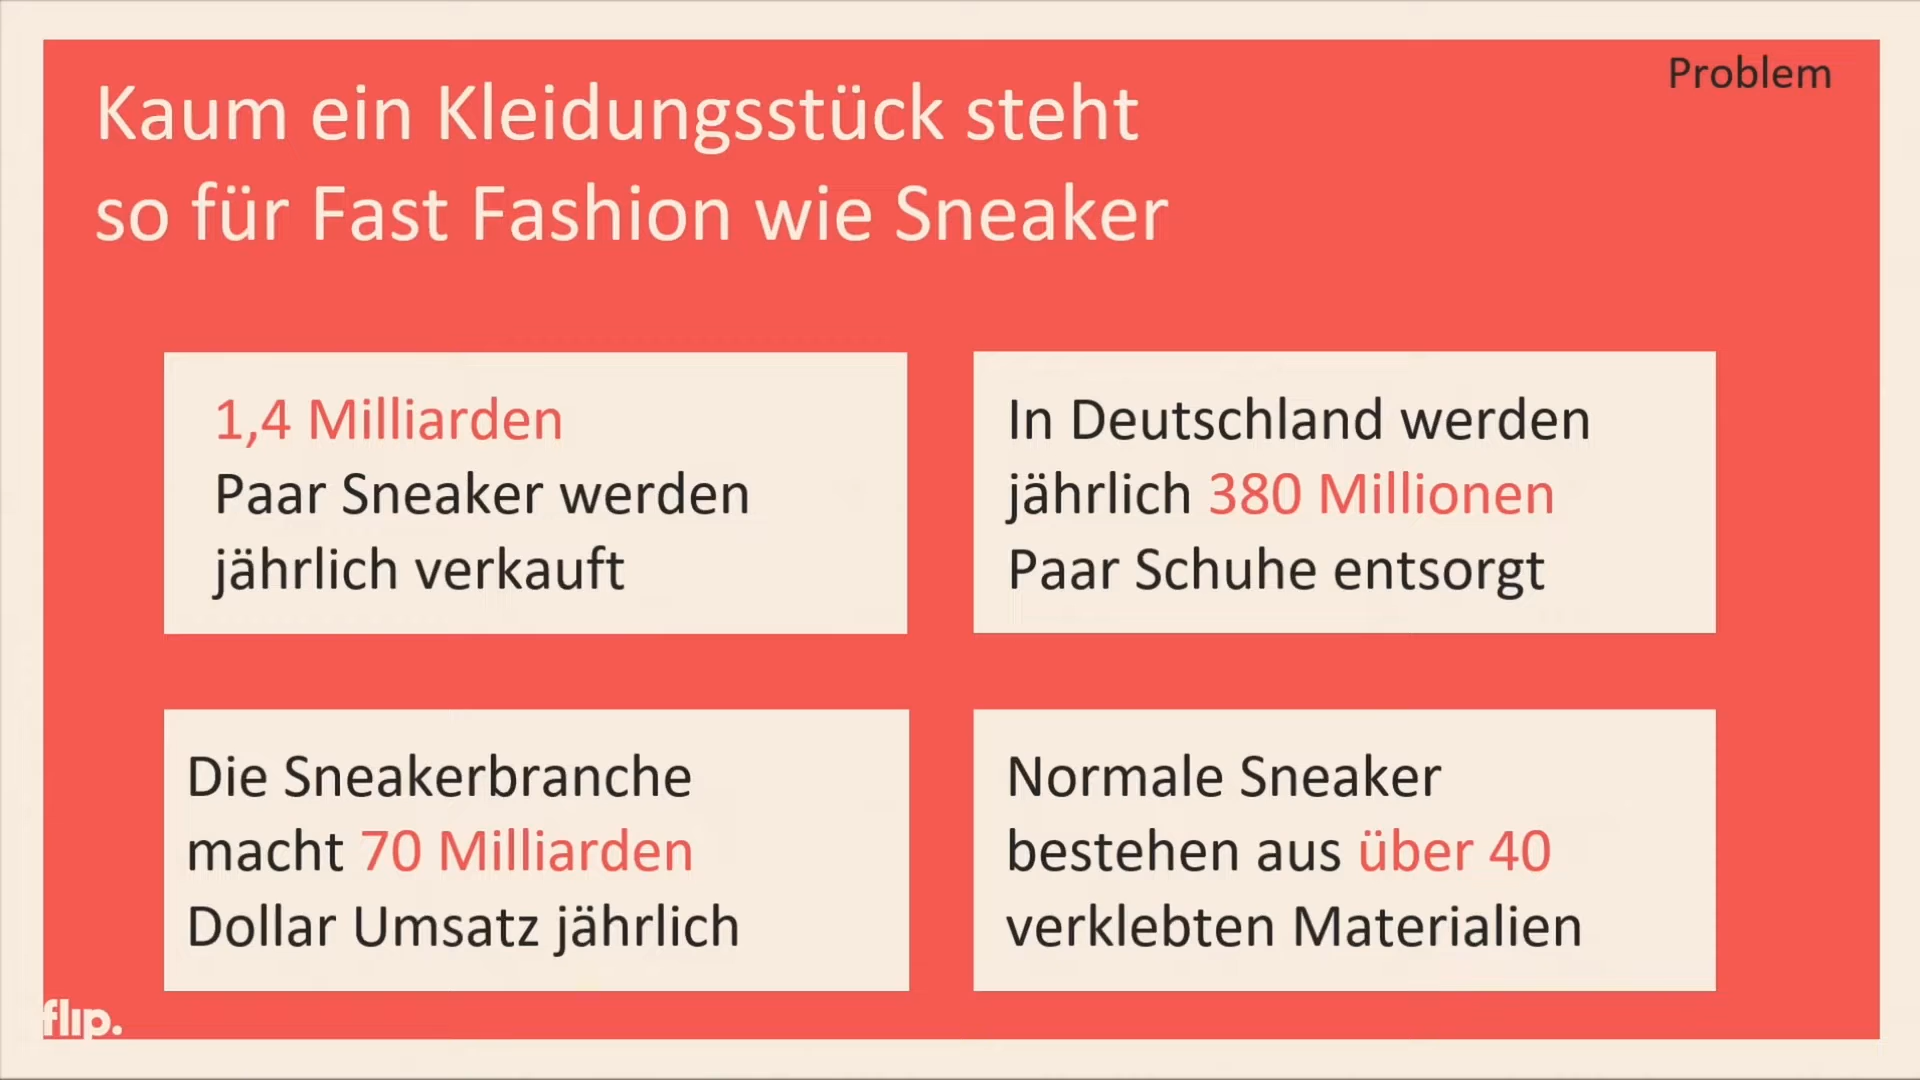 Problem
Kaum ein Kleidungsstück steht
so für Fast Fashion wie Sneaker
1,4 Milliarden
Paar Sneaker werden
jährlich verkauft
In Deutschland werden
jährlich 380 Millionen
Paar Schuhe entsorgt
Die Sneakerbranche
macht 70 Milliarden
Dollar Umsatz jährlich
Normale Sneaker
bestehen aus über 40
verklebten Materialien
flip.